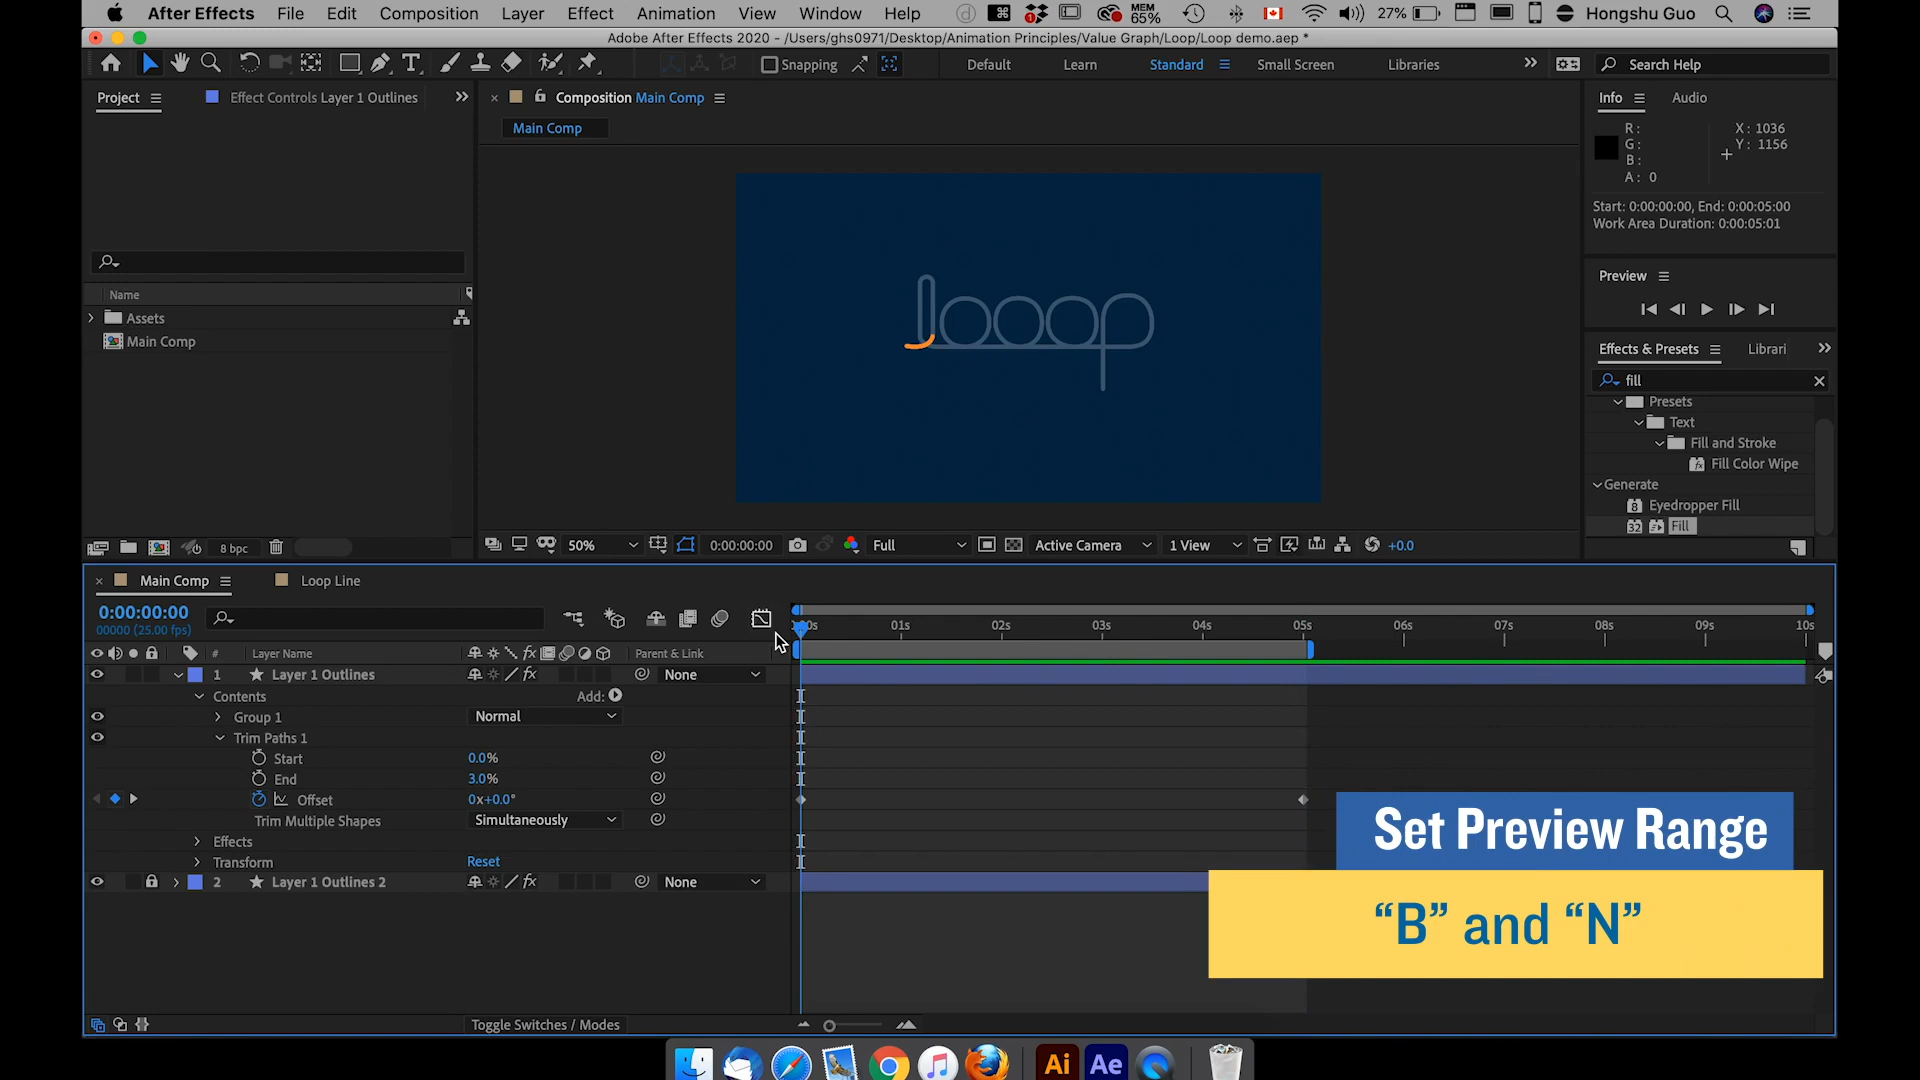 After Effects File Edit Composition Layer Effect Animation View Window Help MEM 65% 27% Hongshu Guo
Adobe After Effects 2020 - /Users/ghs0971/Desktop/Animation Principles/Value Graph/Loop/Loop demo.aep *
Snapping Default Learn Standard Small Screen Libraries Search Help
Project Effect Controls Layer 1 Outlines Composition Main Comp Info Audio
Main Comp
R: X: 1036
G: Y: 1156
B:
A: 0
Start: 0:00:00:00, End: 0:00:05:00
Work Area Duration: 0:00:05:01
Preview
Name
Assets
Main Comp
looop
Effects & Presets Librari
fill
Presets
Text
Fill and Stroke
Fill Color Wipe
Generate
Eyedropper Fill
Fill
8 bpc 50% 0:00:00:00 Full Active Camera 1 View +0.0
Main Comp Loop Line
0:00:00:00
00000 (25.00 fps)
01s 02s 03s 04s 05s 06s 07s 08s 09s 10s
# Layer Name Parent & Link
1 Layer 1 Outlines None
Contents Add:
Group 1 Normal
Trim Paths 1
Start 0.0%
End 3.0%
Offset 0x+0.0°
Trim Multiple Shapes Simultaneously
Effects
Transform Reset
2 Layer 1 Outlines 2 None
Set Preview Range
“B” and “N”
Toggle Switches / Modes
Ai Ae